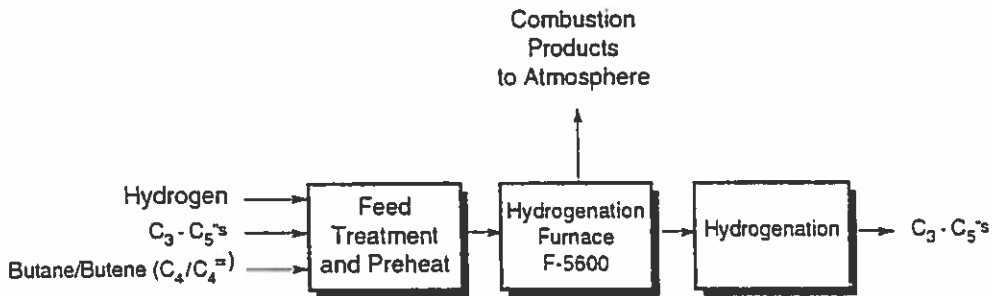 Combustion
Products
to Atmosphere
Hydrogen
C₃ - C₅⁼'s
Butane/Butene (C₄/C₄⁼)
Feed
Treatment
and Preheat
Hydrogenation
Furnace
F-5600
Hydrogenation
C₃ - C₅⁼'s